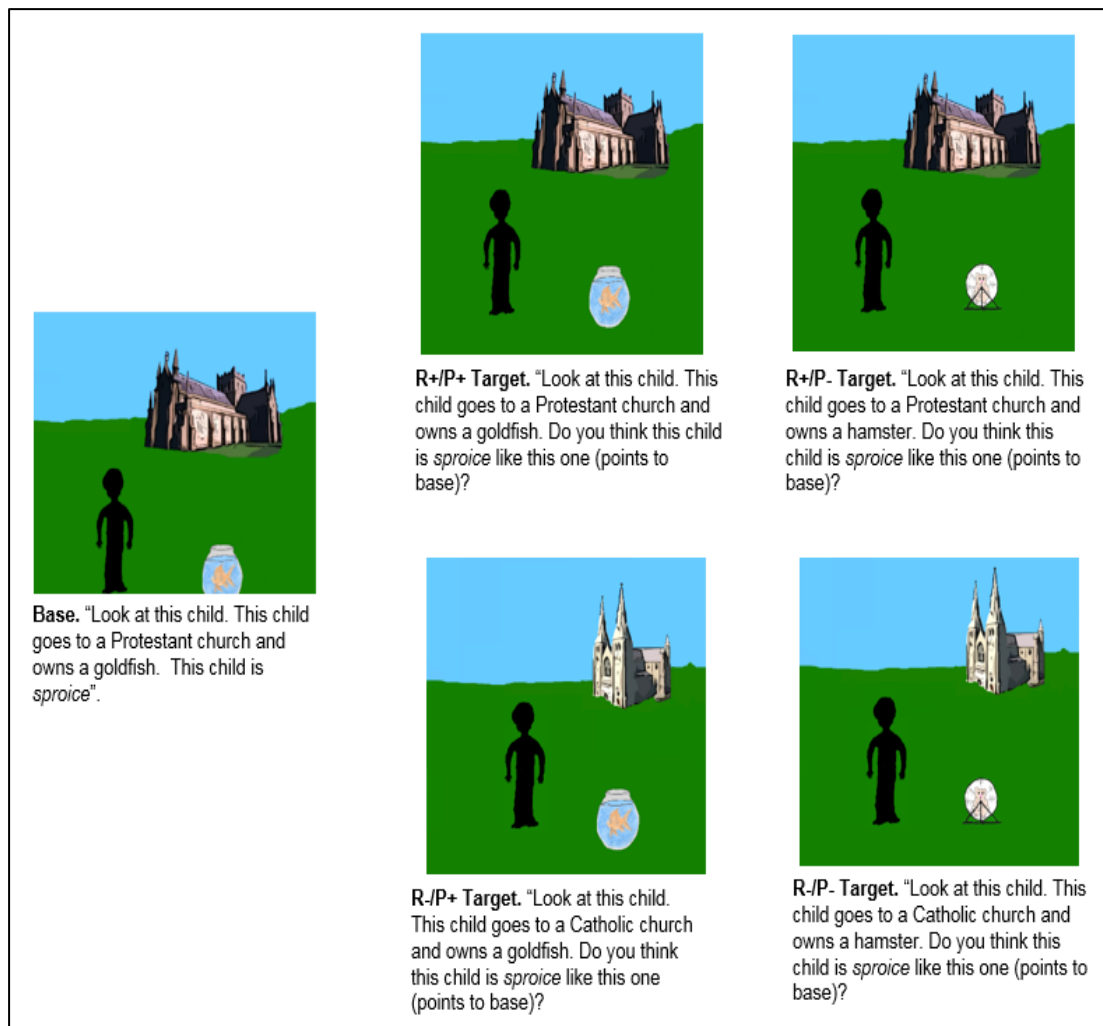 Base. “Look at this child. This child
goes to a Protestant church and
owns a goldfish.  This child is
sproice”.
R+/P+ Target. “Look at this child. This
child goes to a Protestant church and
owns a goldfish. Do you think this child
is sproice like this one (points to
base)?
R+/P- Target. “Look at this child. This
child goes to a Protestant church and
owns a hamster. Do you think this
child is sproice like this one (points to
base)?
R-/P+ Target. “Look at this child.
This child goes to a Catholic church
and owns a goldfish. Do you think
this child is sproice like this one
(points to base)?
R-/P- Target. “Look at this child. This
child goes to a Catholic church and
owns a hamster. Do you think this
child is sproice like this one (points to
base)?